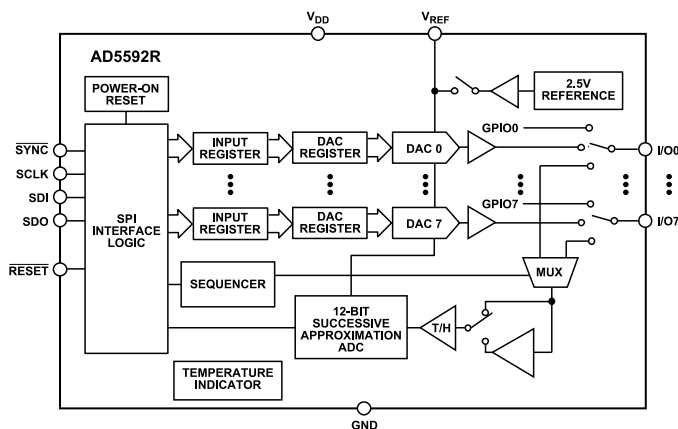 VDD
VREF
AD5592R
POWER-ON
RESET
2.5V
REFERENCE
SYNC
SCLK
SDI
SDO
RESET
SPI
INTERFACE
LOGIC
INPUT
REGISTER
DAC
REGISTER
DAC 0
GPIO0
I/O0
INPUT
REGISTER
DAC
REGISTER
DAC 7
GPIO7
I/O7
SEQUENCER
MUX
12-BIT
SUCCESSIVE
APPROXIMATION
ADC
T/H
TEMPERATURE
INDICATOR
GND